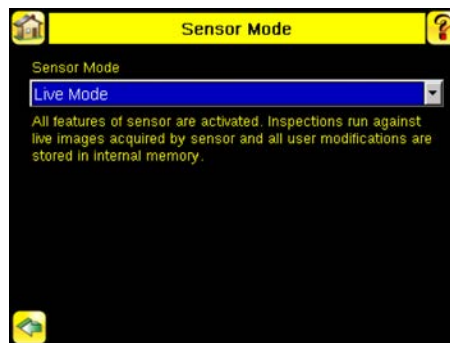 Sensor Mode
?
Sensor Mode
Live Mode
All features of sensor are activated. Inspections run against
live images acquired by sensor and all user modifications are
stored in internal memory.